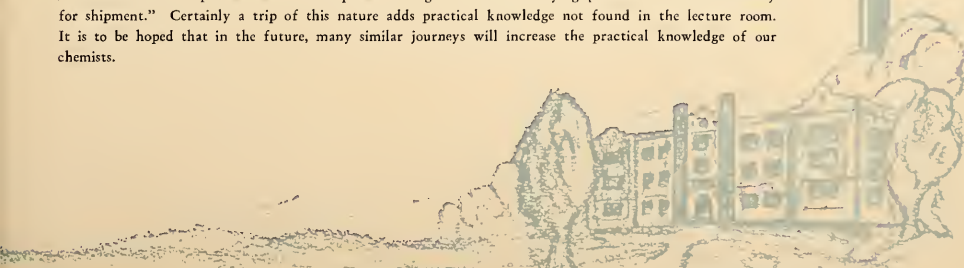 for shipment.” Certainly a trip of this nature adds practical knowledge not found in the lecture room.
It is to be hoped that in the future, many similar journeys will increase the practical knowledge of our
chemists.